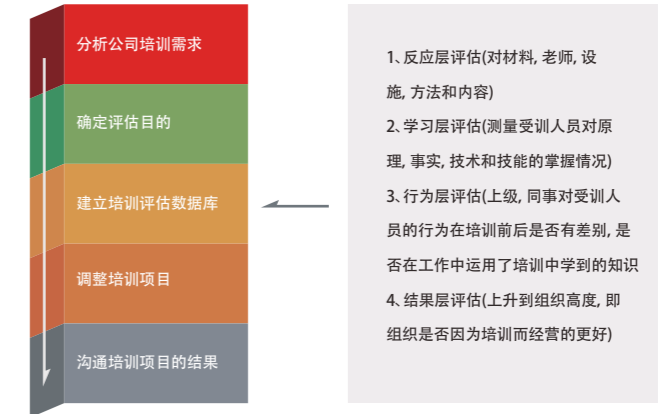 分析公司培训需求
确定评估目的
建立培训评估数据库
调整培训项目
沟通培训项目的结果
1、反应层评估(对材料, 老师, 设
施, 方法和内容)
2、学习层评估(测量受训人员对原
理, 事实, 技术和技能的掌握情况)
3、行为层评估(上级, 同事对受训人
员的行为在培训前后是否有差别, 是
否在工作中运用了培训中学到的知识
4、结果层评估(上升到组织高度, 即
组织是否因为培训而经营的更好)